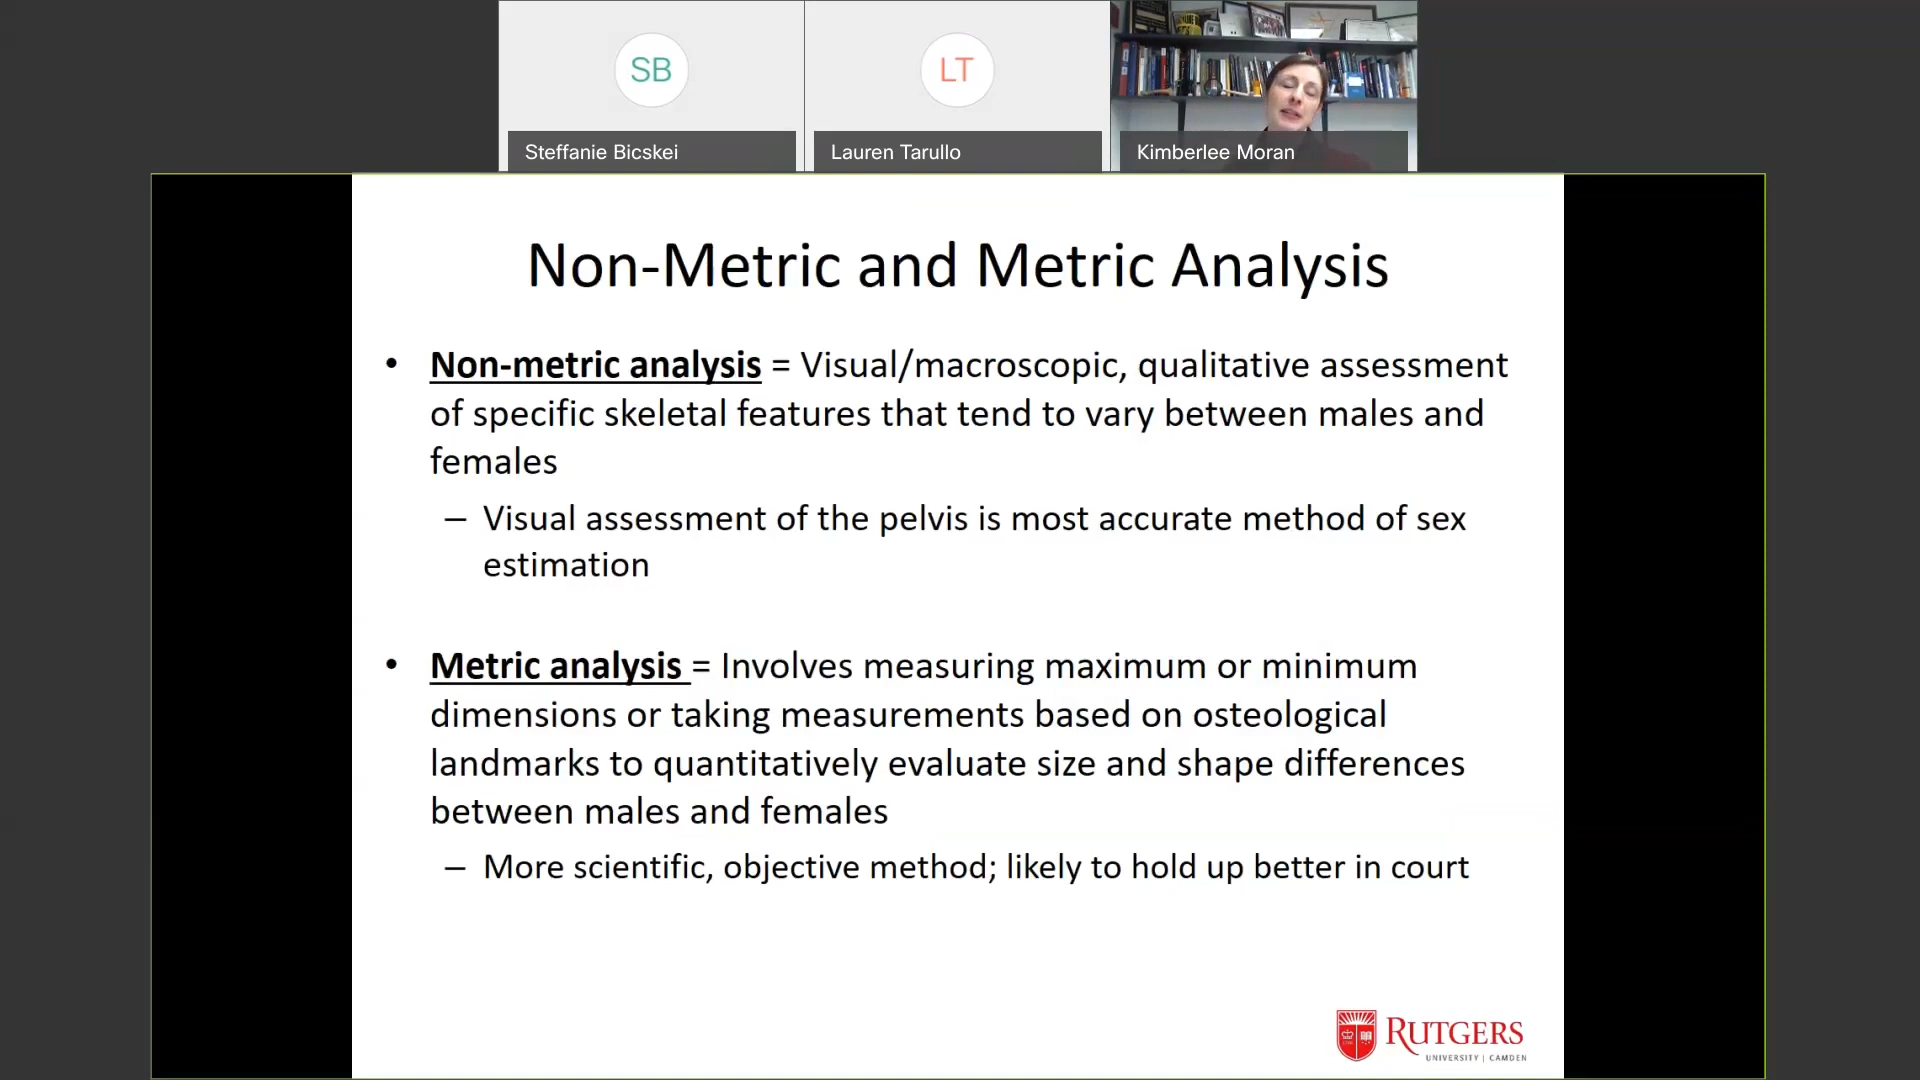 SB
LT
Steffanie Bicskei
Lauren Tarullo
Kimberlee Moran
Non-Metric and Metric Analysis
• Non-metric analysis = Visual/macroscopic, qualitative assessment
of specific skeletal features that tend to vary between males and
females
– Visual assessment of the pelvis is most accurate method of sex
estimation
• Metric analysis = Involves measuring maximum or minimum
dimensions or taking measurements based on osteological
landmarks to quantitatively evaluate size and shape differences
between males and females
– More scientific, objective method; likely to hold up better in court
RUTGERS
UNIVERSITY | CAMDEN